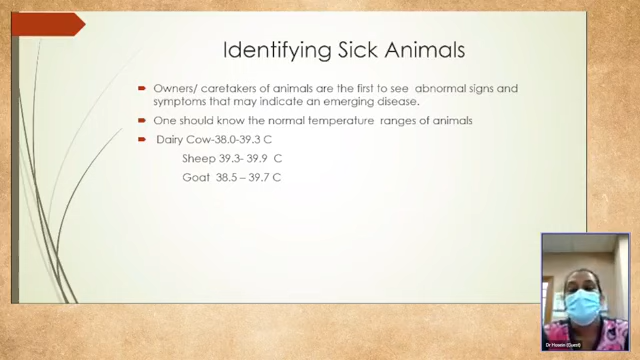 Identifying Sick Animals
Owners/ caretakers of animals are the first to see abnormal signs and
symptoms that may indicate an emerging disease.
One should know the normal temperature ranges of animals
Dairy Cow-38.0-39.3 C
Sheep 39.3- 39.9 C
Goat 38.5 – 39.7 C
Dr Hosein (Guest)